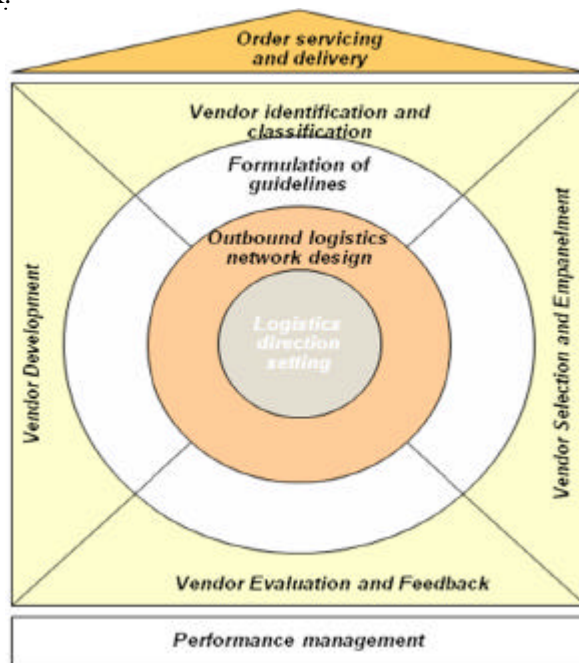 Order servicing
and delivery
Vendor identification and
classification
Formulation of
guidelines
Outbound logistics
network design
Logistics
direction
setting
Vendor Development
Vendor Selection and Empanelment
Vendor Evaluation and Feedback
Performance management